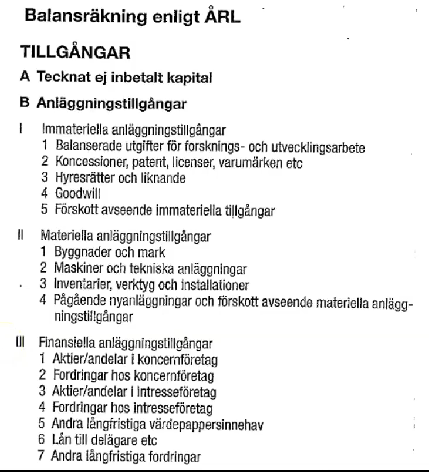 Balansräkning enligt ÅRL
TILLGÅNGAR
A Tecknat ej inbetalt kapital
B Anläggningstillgångar
I Immateriella anläggningstillgångar
1 Balanserade utgifter för forsknings- och utvecklingsarbete
2 Koncessioner, patent, licenser, varumärken etc
3 Hyresrätter och liknande
4 Goodwill
5 Förskott avseende immateriella tillgångar
II Materiella anläggningstillgångar
1 Byggnader och mark
2 Maskiner och tekniska anläggningar
3 Inventarier, verktyg och installationer
4 Pågående nyanläggningar och förskott avseende materiella anlägg-
ningstillgångar
III Finansiella anläggningstillgångar
1 Aktier/andelar i koncernföretag
2 Fordringar hos koncernföretag
3 Aktier/andelar i intresseföretag
4 Fordringar hos intresseföretag
5 Andra långfristiga värdepappersinnehav
6 Lån till delägare etc
7 Andra långfristiga fordringar